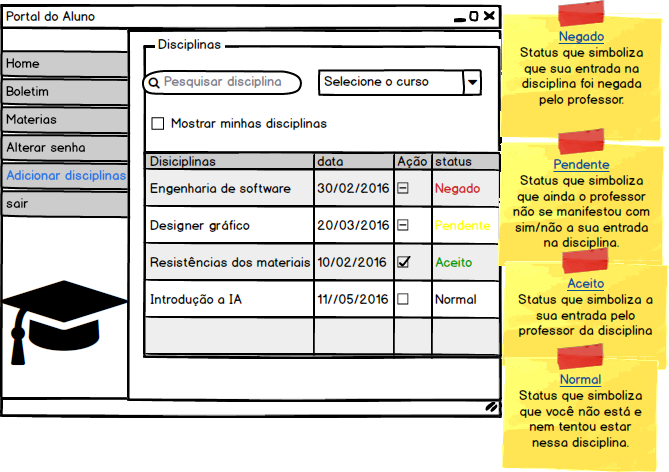 Portal do Aluno
Home
Boletim
Materias
Alterar senha
Adicionar disciplinas
sair
Disciplinas
Pesquisar disciplina
Selecione o curso
Mostrar minhas disciplinas
Disiciplinas data Ação status
Engenharia de software 30/02/2016 Negado
Designer gráfico 20/03/2016 Pendente
Resistências dos materiais 10/02/2016 Aceito
Introdução a IA 11//05/2016 Normal
Negado
Status que simboliza
que sua entrada na
disciplina foi negada
pelo professor.
Pendente
Status que simboliza
que ainda o professor
não se manifestou com
sim/não a sua entrada
na disciplina.
Aceito
Status que simboliza a
sua entrada pelo
professor da disciplina
Normal
Status que simboliza
que você não está e
nem tentou estar
nessa disciplina.